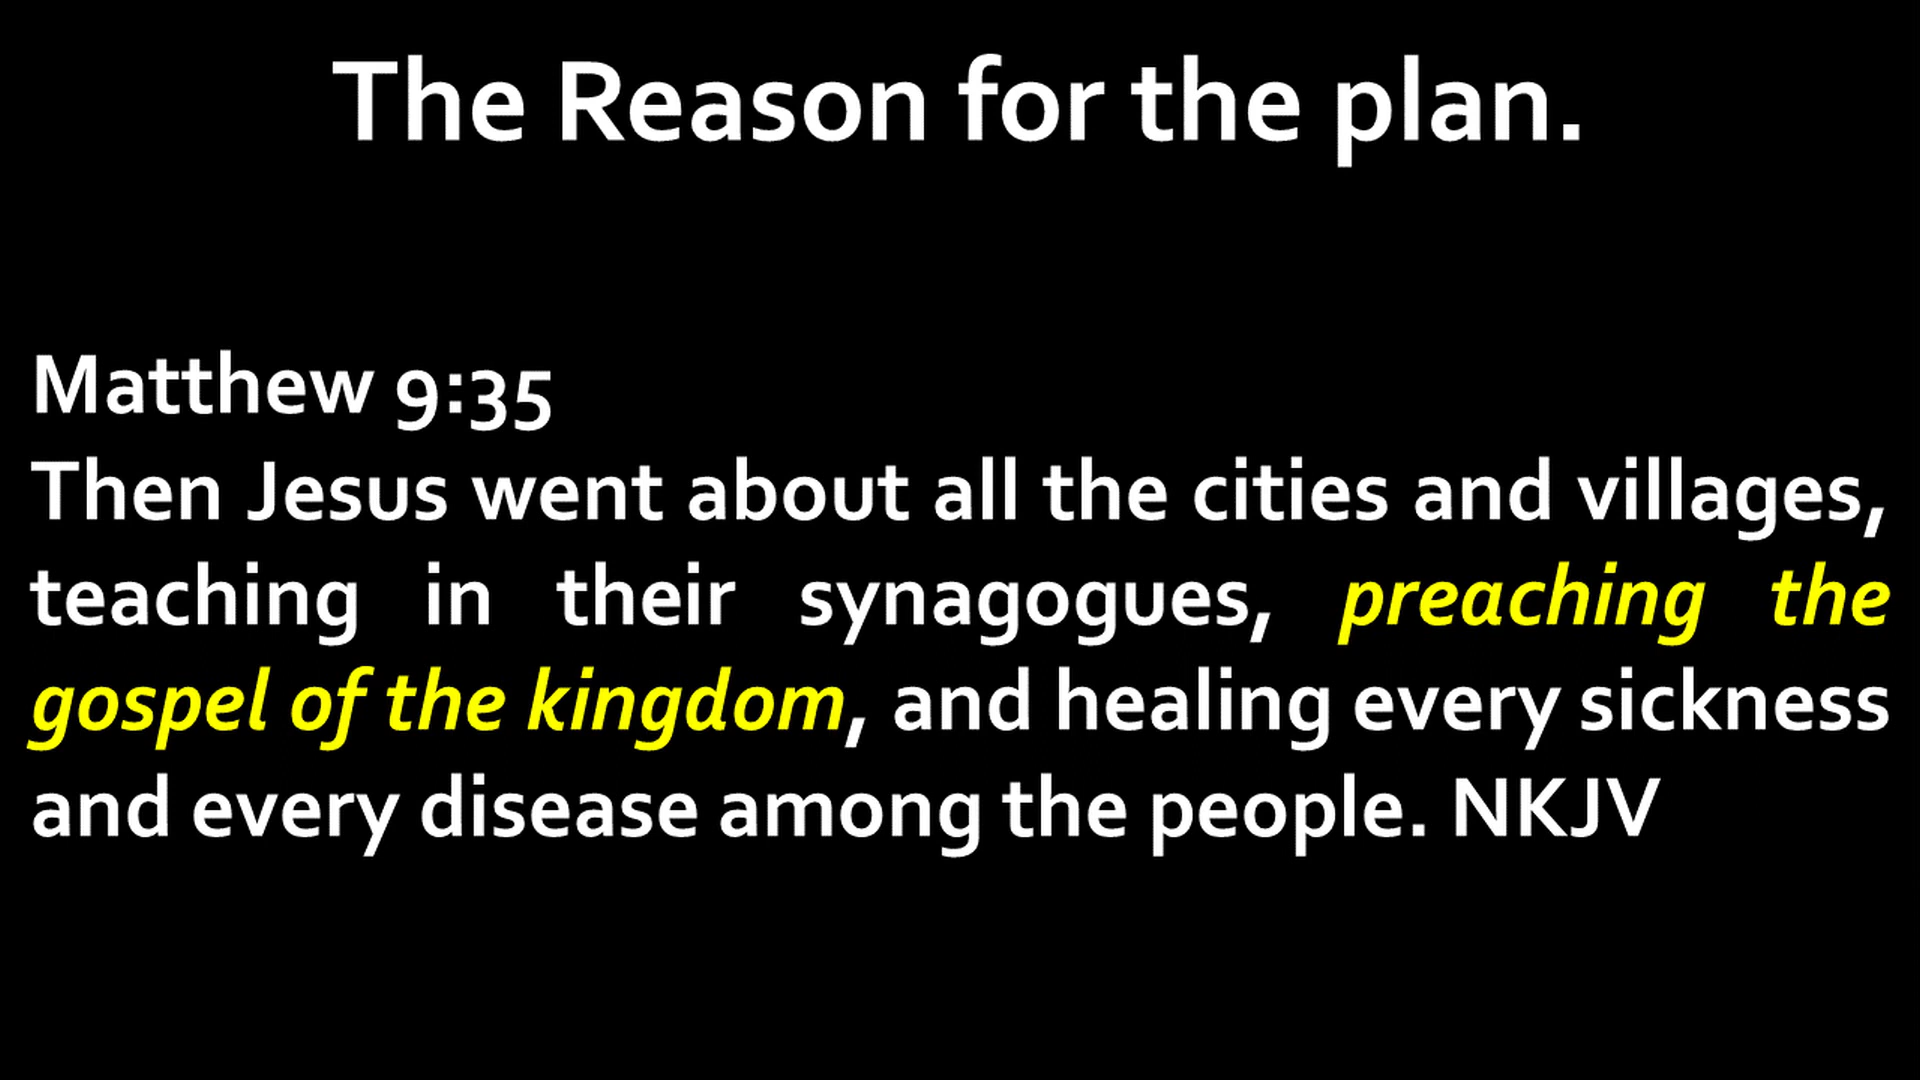 The Reason for the plan.
Matthew 9:35
Then Jesus went about all the cities and villages,
teaching in their synagogues, preaching the
gospel of the kingdom, and healing every sickness
and every disease among the people. NKJV